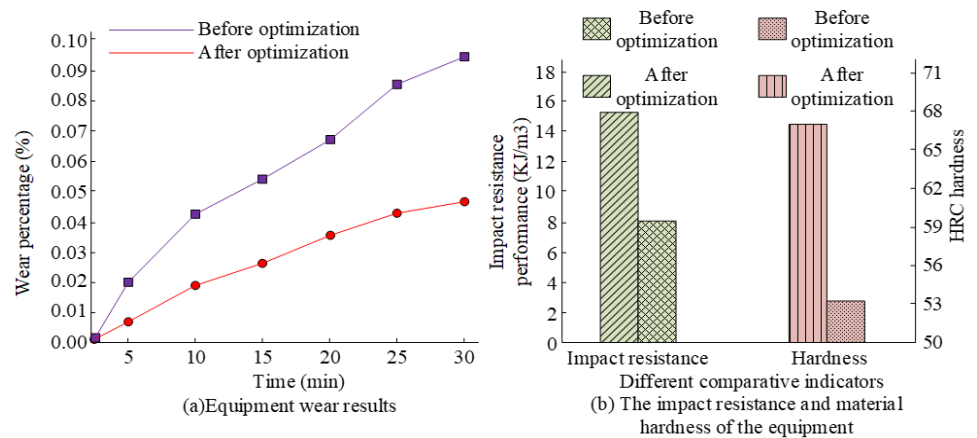 Before optimization
After optimization
0.10
0.09
0.08
0.07
0.06
0.05
0.04
0.03
0.02
0.01
0.00
Wear percentage (%)
5
10
15
20
25
30
Time (min)
(a)Equipment wear results
Before
optimization
Before
optimization
After
optimization
After
optimization
18
16
14
12
10
8
6
4
2
0
Impact resistance
performance (KJ/m3)
71
68
65
62
59
56
53
50
HRC hardness
Impact resistance
Hardness
Different comparative indicators
(b) The impact resistance and material
hardness of the equipment